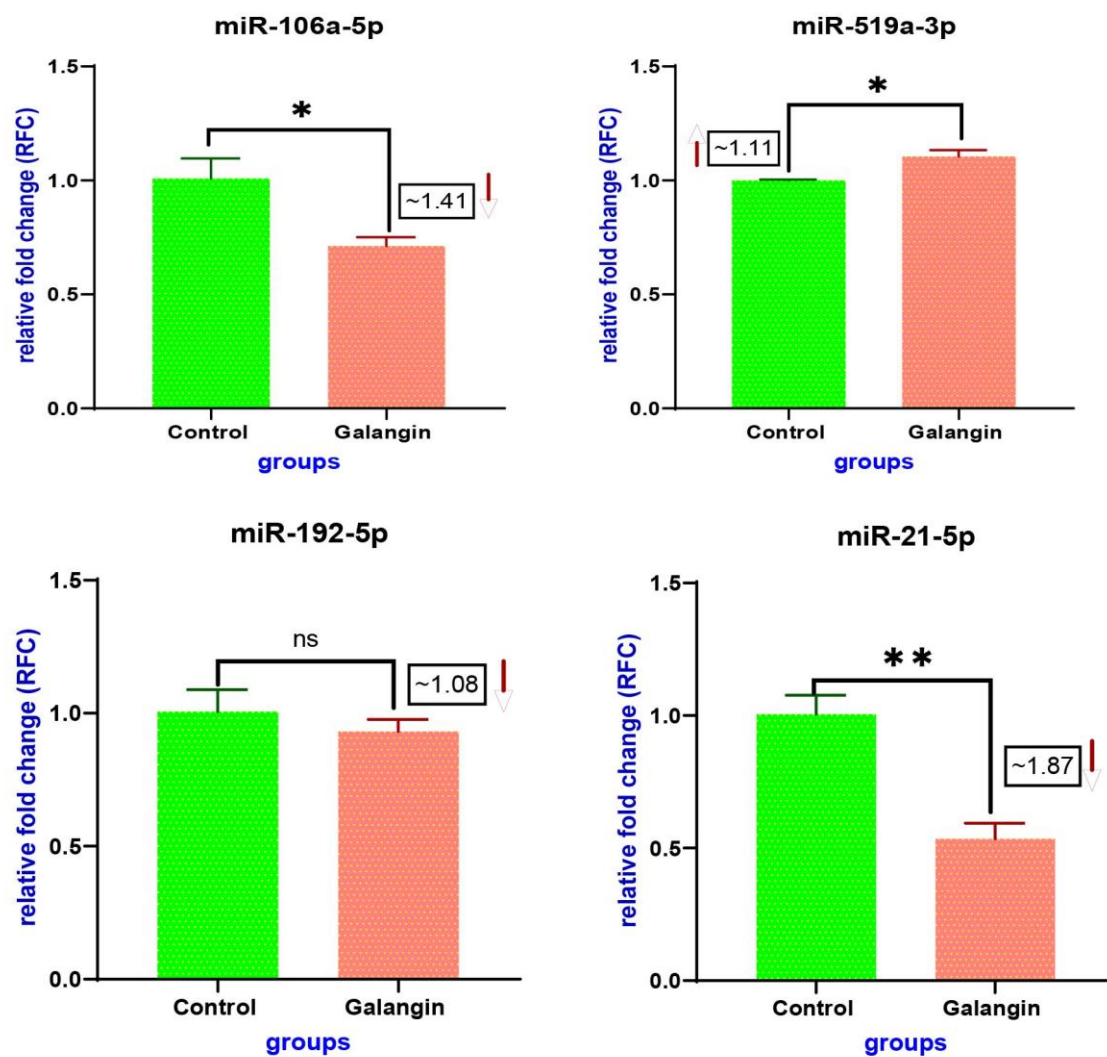 miR-106a-5p
relative fold change (RFC)
1.5
1.0
0.5
0.0
*
~1.41
Control
Galangin
groups
miR-519a-3p
relative fold change (RFC)
1.5
1.0
0.5
0.0
*
~1.11
Control
Galangin
groups
miR-192-5p
relative fold change (RFC)
1.5
1.0
0.5
0.0
ns
~1.08
Control
Galangin
groups
miR-21-5p
relative fold change (RFC)
1.5
1.0
0.5
0.0
**
~1.87
Control
Galangin
groups